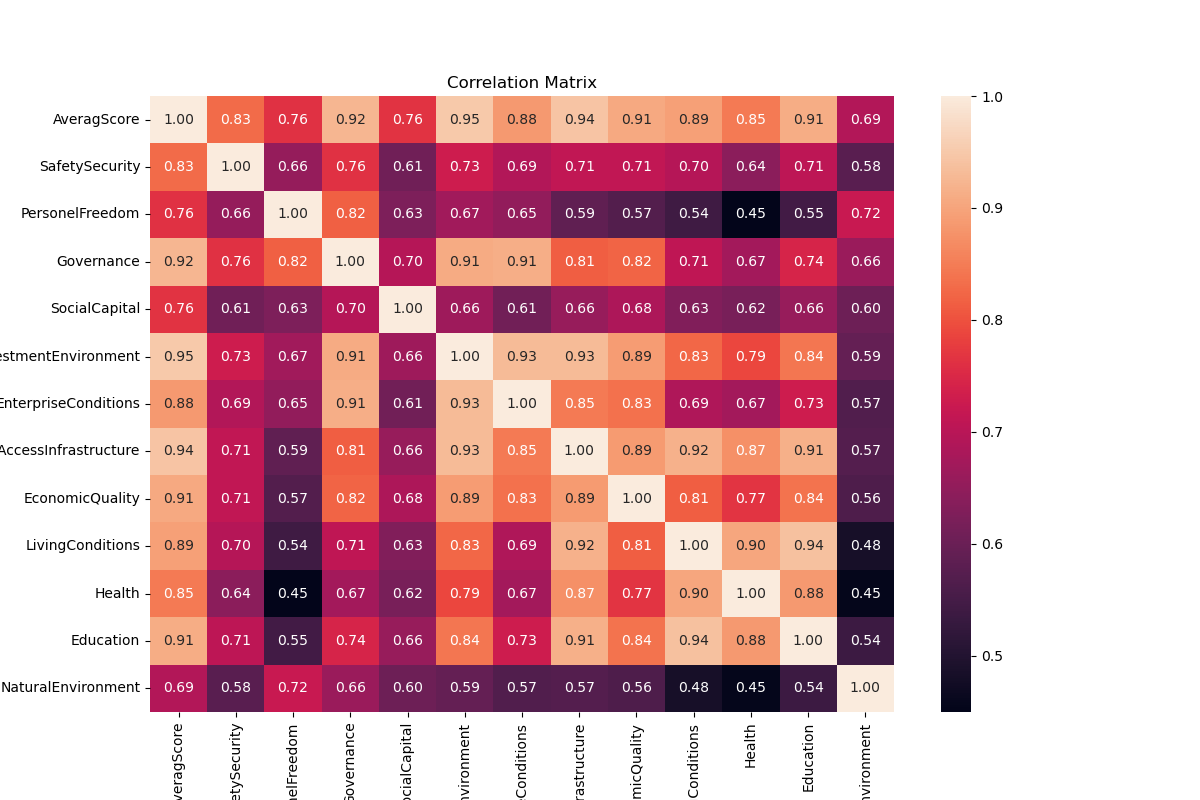 Correlation Matrix
AveragScore 1.00 0.83 0.76 0.92 0.76 0.95 0.88 0.94 0.91 0.89 0.85 0.91 0.69
SafetySecurity 0.83 1.00 0.66 0.76 0.61 0.73 0.69 0.71 0.71 0.70 0.64 0.71 0.58
PersonelFreedom 0.76 0.66 1.00 0.82 0.63 0.67 0.65 0.59 0.57 0.54 0.45 0.55 0.72
Governance 0.92 0.76 0.82 1.00 0.70 0.91 0.91 0.81 0.82 0.71 0.67 0.74 0.66
SocialCapital 0.76 0.61 0.63 0.70 1.00 0.66 0.61 0.66 0.68 0.63 0.62 0.66 0.60
estmentEnvironment 0.95 0.73 0.67 0.91 0.66 1.00 0.93 0.93 0.89 0.83 0.79 0.84 0.59
EnterpriseConditions 0.88 0.69 0.65 0.91 0.61 0.93 1.00 0.85 0.83 0.69 0.67 0.73 0.57
AccessInfrastructure 0.94 0.71 0.59 0.81 0.66 0.93 0.85 1.00 0.89 0.92 0.87 0.91 0.57
EconomicQuality 0.91 0.71 0.57 0.82 0.68 0.89 0.83 0.89 1.00 0.81 0.77 0.84 0.56
LivingConditions 0.89 0.70 0.54 0.71 0.63 0.83 0.69 0.92 0.81 1.00 0.90 0.94 0.48
Health 0.85 0.64 0.45 0.67 0.62 0.79 0.67 0.87 0.77 0.90 1.00 0.88 0.45
Education 0.91 0.71 0.55 0.74 0.66 0.84 0.73 0.91 0.84 0.94 0.88 1.00 0.54
NaturalEnvironment 0.69 0.58 0.72 0.66 0.60 0.59 0.57 0.57 0.56 0.48 0.45 0.54 1.00
veragScore
etySecurity
nelFreedom
Governance
ocialCapital
nvironment
eConditions
rastructure
micQuality
Conditions
Health
Education
nvironment
1.0
0.9
0.8
0.7
0.6
0.5